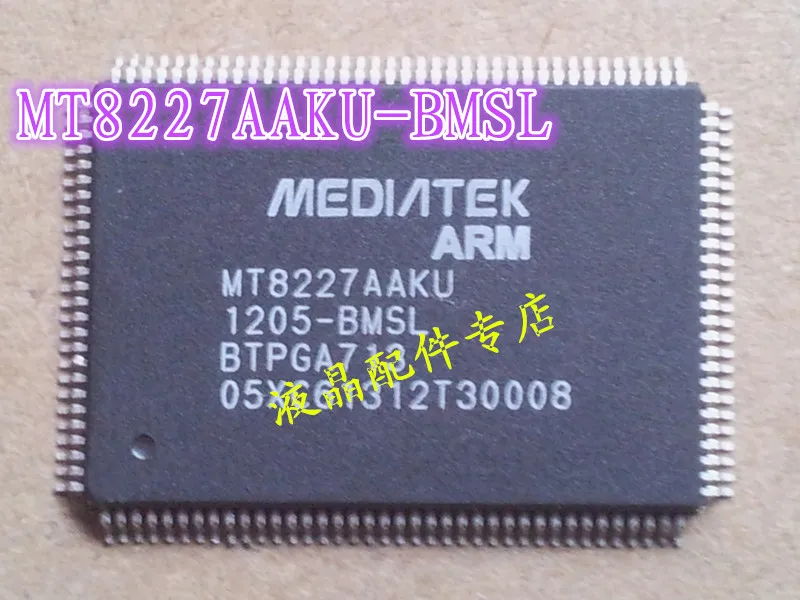 MT8227AAKU-BMSL
MEDIATEK
ARM
MT8227AAKU
1205-BMSL
液晶配件专店